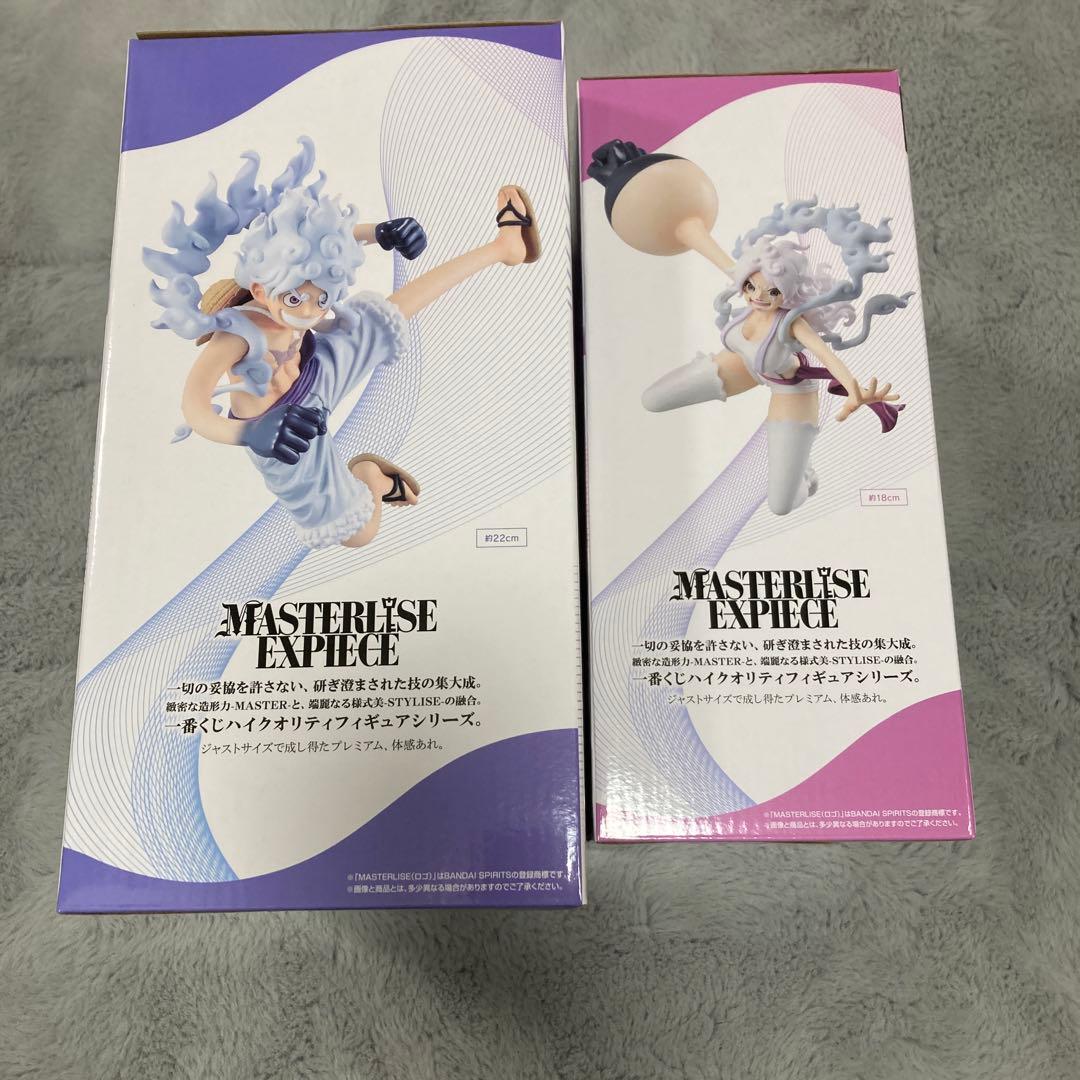 約22cm
MASTERLISE
EXPIECE
一切の妥協を許さない、研ぎ澄まされた技の集大成。
緻密な造形力-MASTER-と、端麗なる様式美-STYLISE-の融合。
一番くじハイクオリティフィギュアシリーズ。
ジャストサイズで成し得たプレミアム、体感あれ。
※「MASTERLISE(ロゴ)」はBANDAI SPIRITSの登録商標です。
※画像と商品とは、多少異なる場合がありますのでご了承ください。
約18cm
MASTERLISE
EXPIECE
一切の妥協を許さない、研ぎ澄まされた技の集大成。
緻密な造形力-MASTER-と、端麗なる様式美-STYLISE-の融合。
一番くじハイクオリティフィギュアシリーズ。
ジャストサイズで成し得たプレミアム、体感あれ。
※「MASTERLISE(ロゴ)」はBANDAI SPIRITSの登録商標です。
※画像と商品とは、多少異なる場合がありますのでご了承ください。